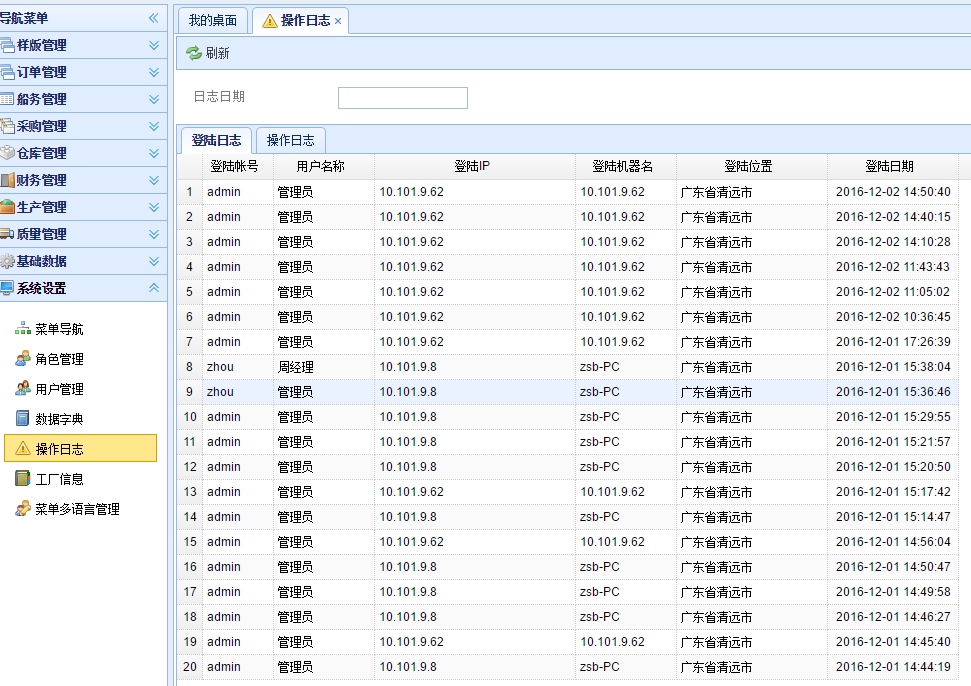 导航菜单
样版管理
订单管理
船务管理
采购管理
仓库管理
财务管理
生产管理
质量管理
基础数据
系统设置
菜单导航
角色管理
用户管理
数据字典
操作日志
工厂信息
菜单多语言管理
我的桌面 操作日志 ×
刷新
日志日期
登陆日志 操作日志
登陆帐号 用户名称 登陆IP 登陆机器名 登陆位置 登陆日期
1 admin 管理员 10.101.9.62 10.101.9.62 广东省清远市 2016-12-02 14:50:40
2 admin 管理员 10.101.9.62 10.101.9.62 广东省清远市 2016-12-02 14:40:15
3 admin 管理员 10.101.9.62 10.101.9.62 广东省清远市 2016-12-02 14:10:28
4 admin 管理员 10.101.9.62 10.101.9.62 广东省清远市 2016-12-02 11:43:43
5 admin 管理员 10.101.9.62 10.101.9.62 广东省清远市 2016-12-02 11:05:02
6 admin 管理员 10.101.9.62 10.101.9.62 广东省清远市 2016-12-02 10:36:45
7 admin 管理员 10.101.9.62 10.101.9.62 广东省清远市 2016-12-01 17:26:39
8 zhou 周经理 10.101.9.8 zsb-PC 广东省清远市 2016-12-01 15:38:04
9 zhou 管理员 10.101.9.8 zsb-PC 广东省清远市 2016-12-01 15:36:46
10 admin 管理员 10.101.9.8 zsb-PC 广东省清远市 2016-12-01 15:29:55
11 admin 管理员 10.101.9.8 zsb-PC 广东省清远市 2016-12-01 15:21:57
12 admin 管理员 10.101.9.8 zsb-PC 广东省清远市 2016-12-01 15:20:50
13 admin 管理员 10.101.9.62 10.101.9.62 广东省清远市 2016-12-01 15:17:42
14 admin 管理员 10.101.9.8 zsb-PC 广东省清远市 2016-12-01 15:14:47
15 admin 管理员 10.101.9.62 10.101.9.62 广东省清远市 2016-12-01 14:56:04
16 admin 管理员 10.101.9.8 zsb-PC 广东省清远市 2016-12-01 14:50:47
17 admin 管理员 10.101.9.8 zsb-PC 广东省清远市 2016-12-01 14:49:58
18 admin 管理员 10.101.9.8 zsb-PC 广东省清远市 2016-12-01 14:46:27
19 admin 管理员 10.101.9.62 10.101.9.62 广东省清远市 2016-12-01 14:45:40
20 admin 管理员 10.101.9.8 zsb-PC 广东省清远市 2016-12-01 14:44:19